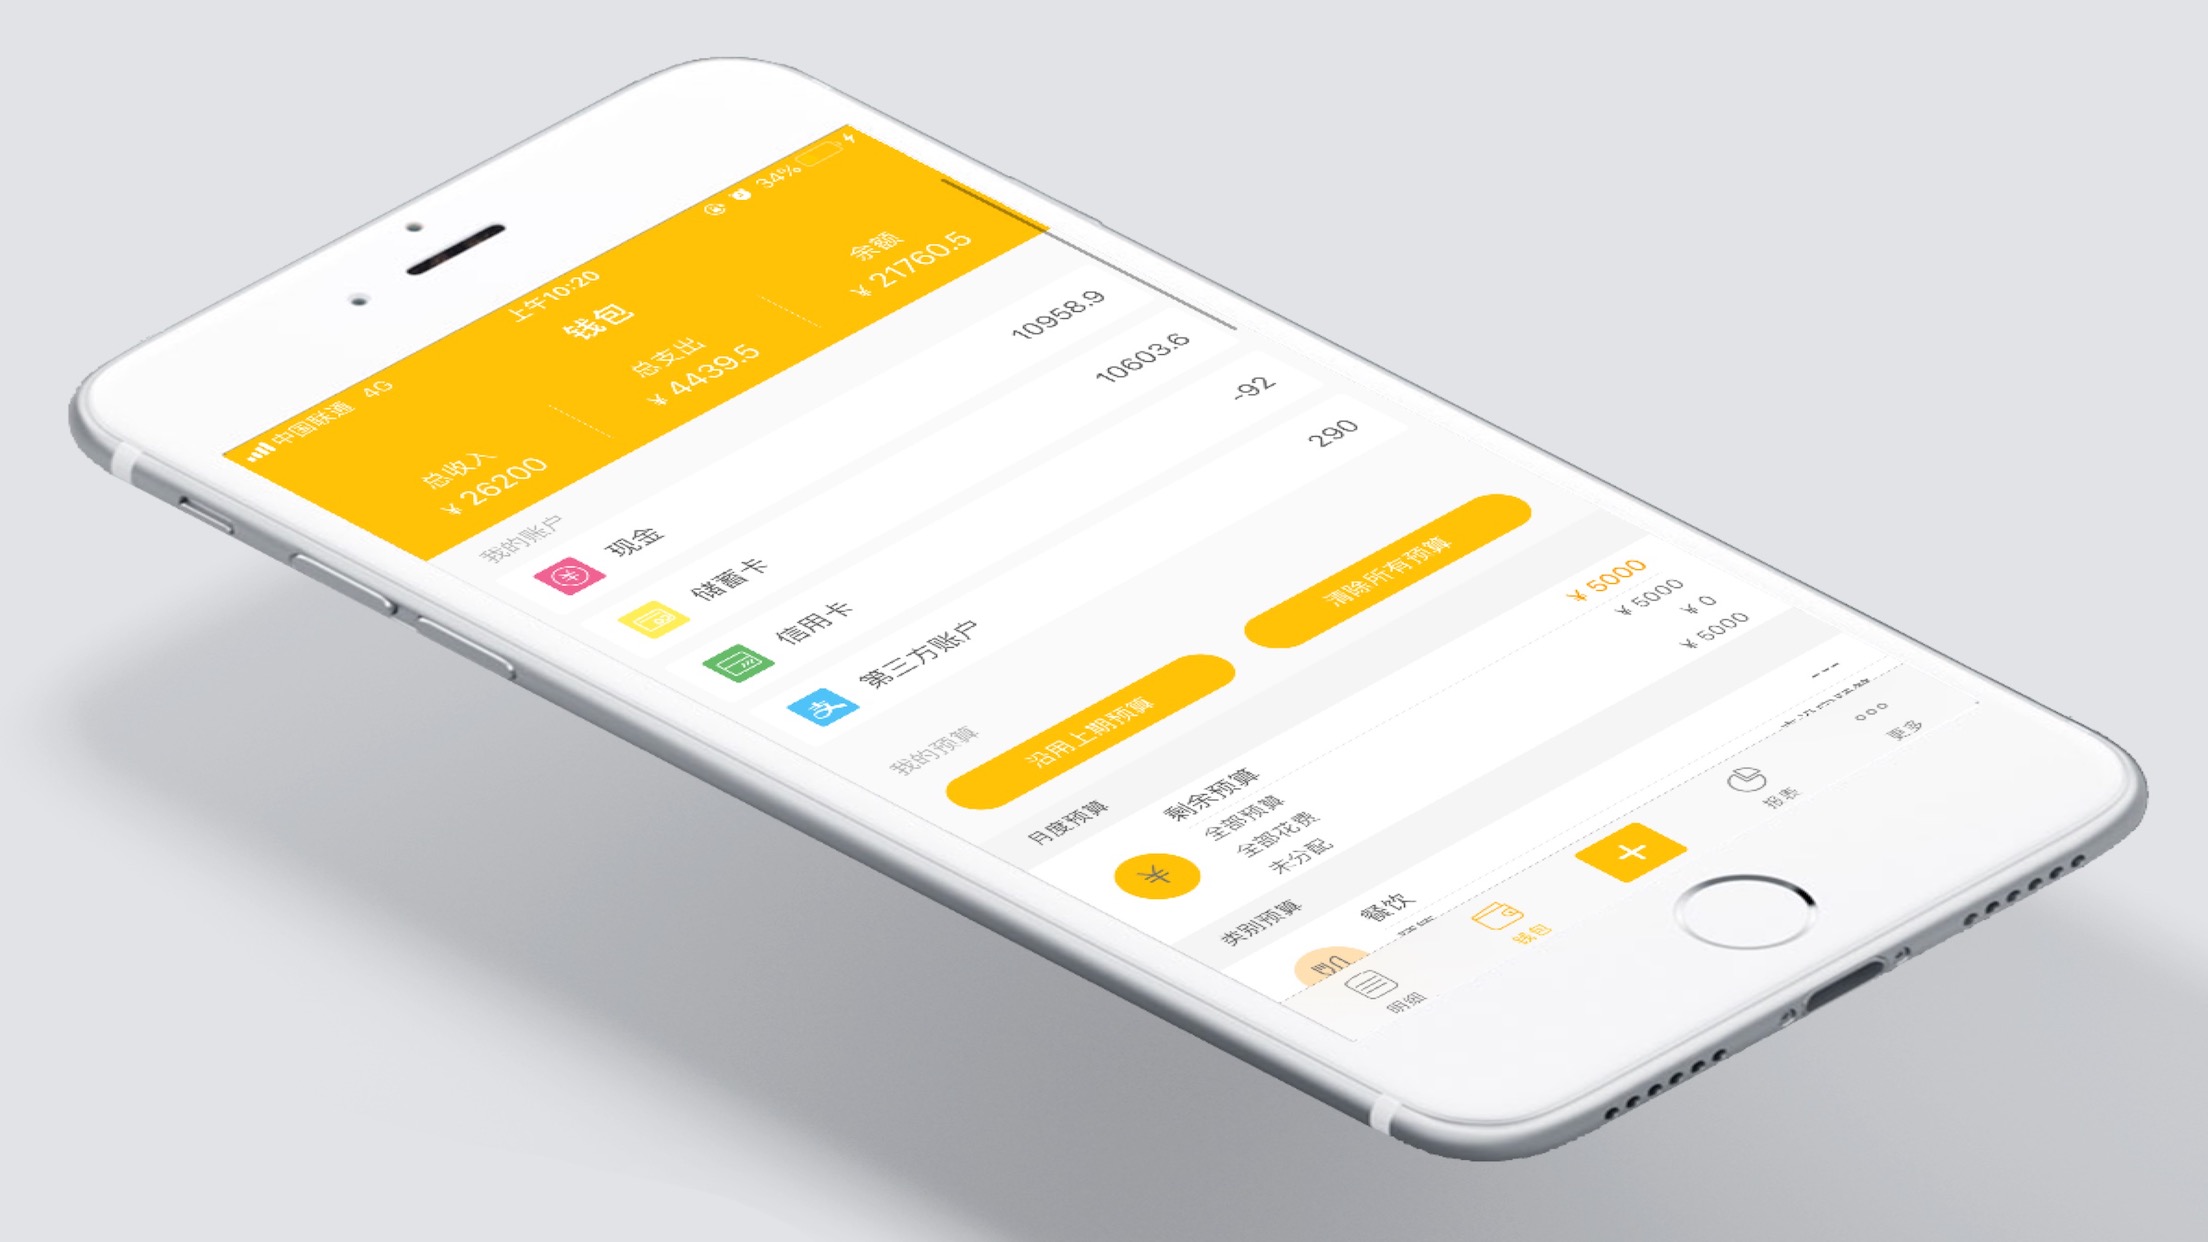 中国联通 4G 上午10:20 34%
钱包
总收入 总支出 余额
¥26200 ¥4439.5 ¥21760.5
我的账户
现金 10958.9
储蓄卡 10603.6
信用卡 -92
第三方账户 290
我的预算
沿用上期预算 清除所有预算
月度预算
剩余预算 ¥5000
全部预算 ¥5000
全部花费 ¥0
未分配 ¥5000
类别预算
餐饮
明细 钱包 + 报表 更多